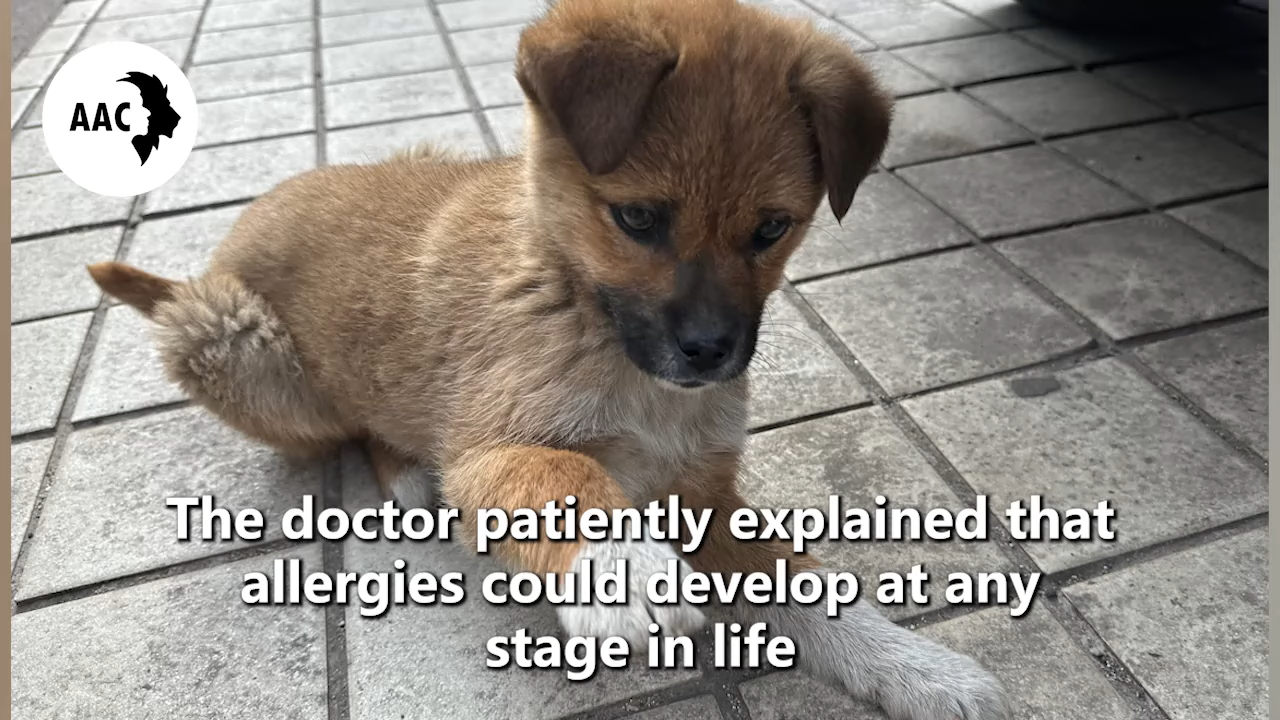 AAC
The doctor patiently explained that
allergies could develop at any
stage in life